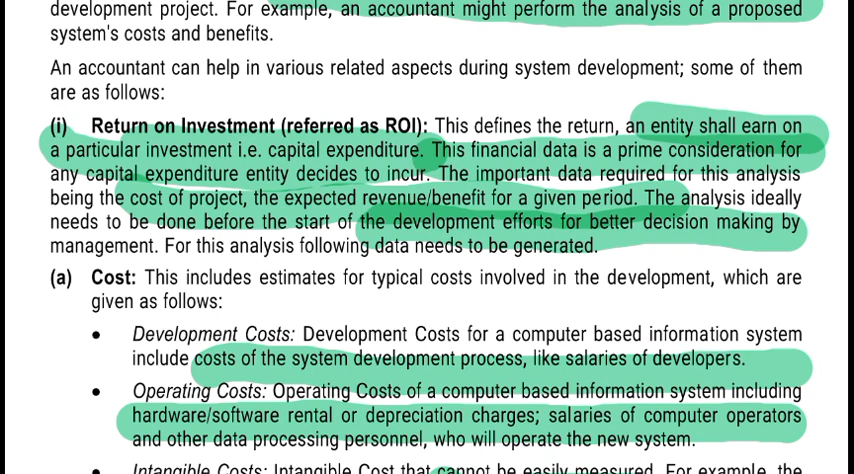 development project. For example, an accountant might perform the analysis of a proposed
system's costs and benefits.
An accountant can help in various related aspects during system development; some of them
are as follows:
(i) Return on Investment (referred as ROI): This defines the return, an entity shall earn on
a particular investment i.e. capital expenditure. This financial data is a prime consideration for
any capital expenditure entity decides to incur. The important data required for this analysis
being the cost of project, the expected revenue/benefit for a given period. The analysis ideally
needs to be done before the start of the development efforts for better decision making by
management. For this analysis following data needs to be generated.
(a) Cost: This includes estimates for typical costs involved in the development, which are
given as follows:
• Development Costs: Development Costs for a computer based information system
include costs of the system development process, like salaries of developers.
• Operating Costs: Operating Costs of a computer based information system including
hardware/software rental or depreciation charges; salaries of computer operators
and other data processing personnel, who will operate the new system.
• Intangible Costs: Intangible Cost that cannot be easily measured. For example, the